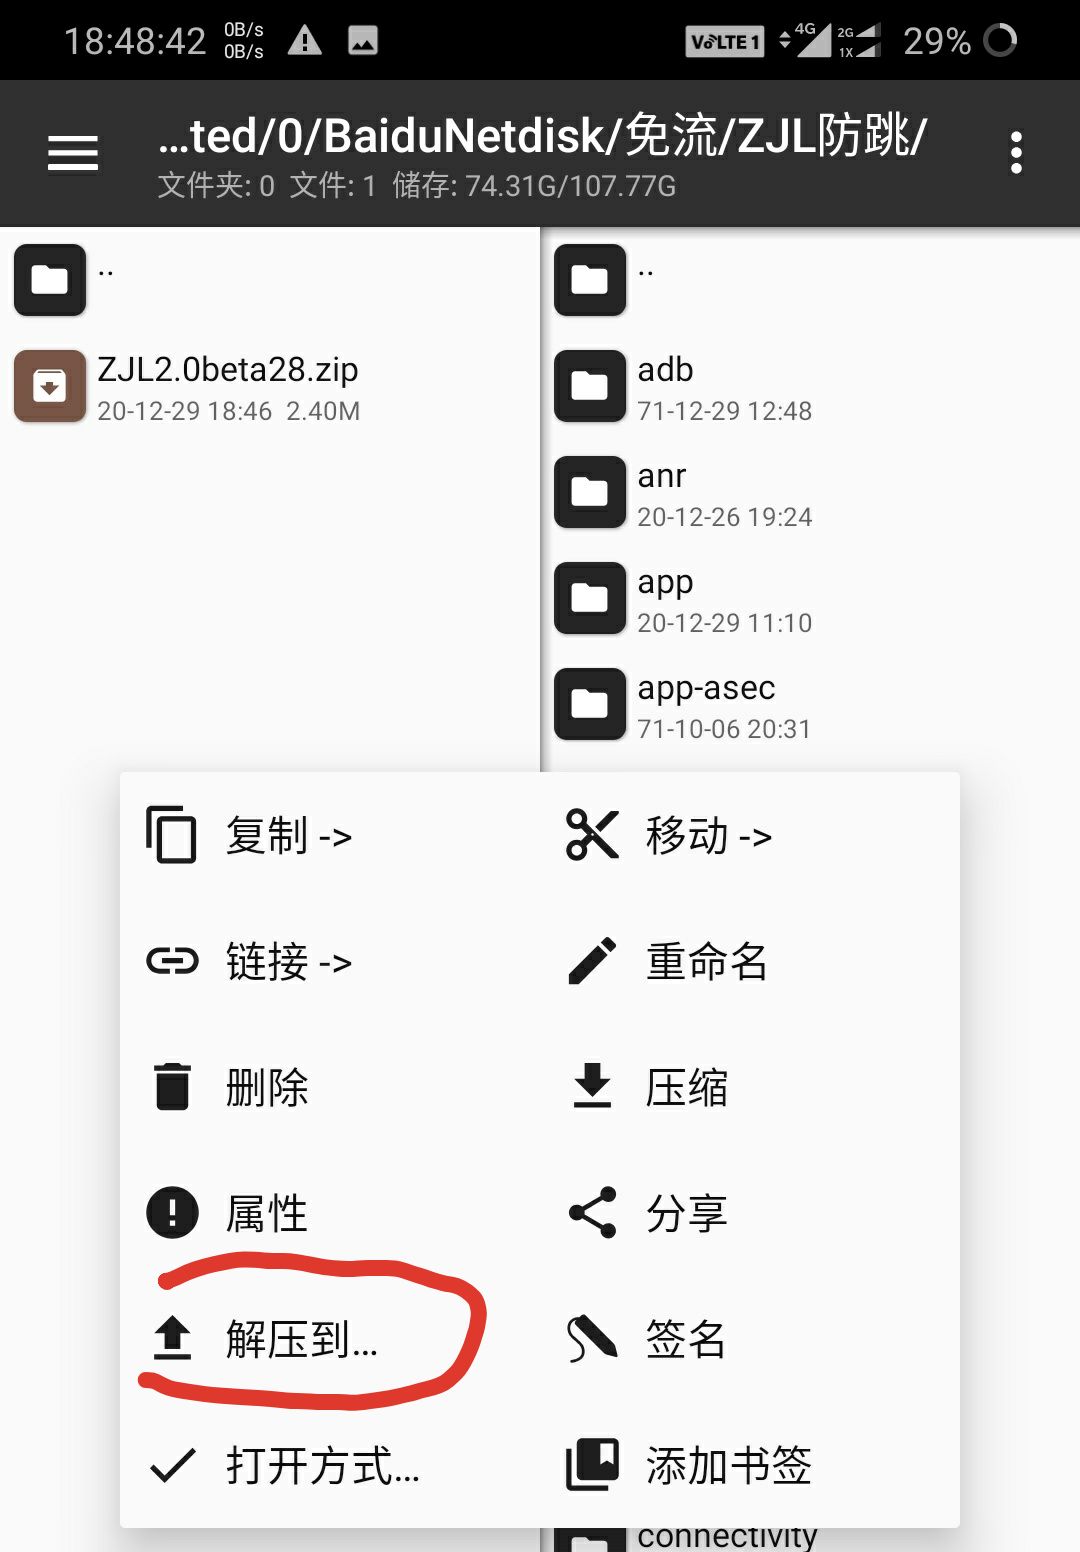 18:48:42 0B/s 0B/s VoLTE 1 4G 2G 1X 29%
...ted/0/BaiduNetdisk/免流/ZJL防跳/
文件夹: 0 文件: 1 储存: 74.31G/107.77G
..
ZJL2.0beta28.zip
20-12-29 18:46 2.40M
..
adb
71-12-29 12:48
anr
20-12-26 19:24
app
20-12-29 11:10
app-asec
71-10-06 20:31
复制 ->
移动 ->
链接 ->
重命名
删除
压缩
属性
分享
解压到...
签名
打开方式...
添加书签
connectivity